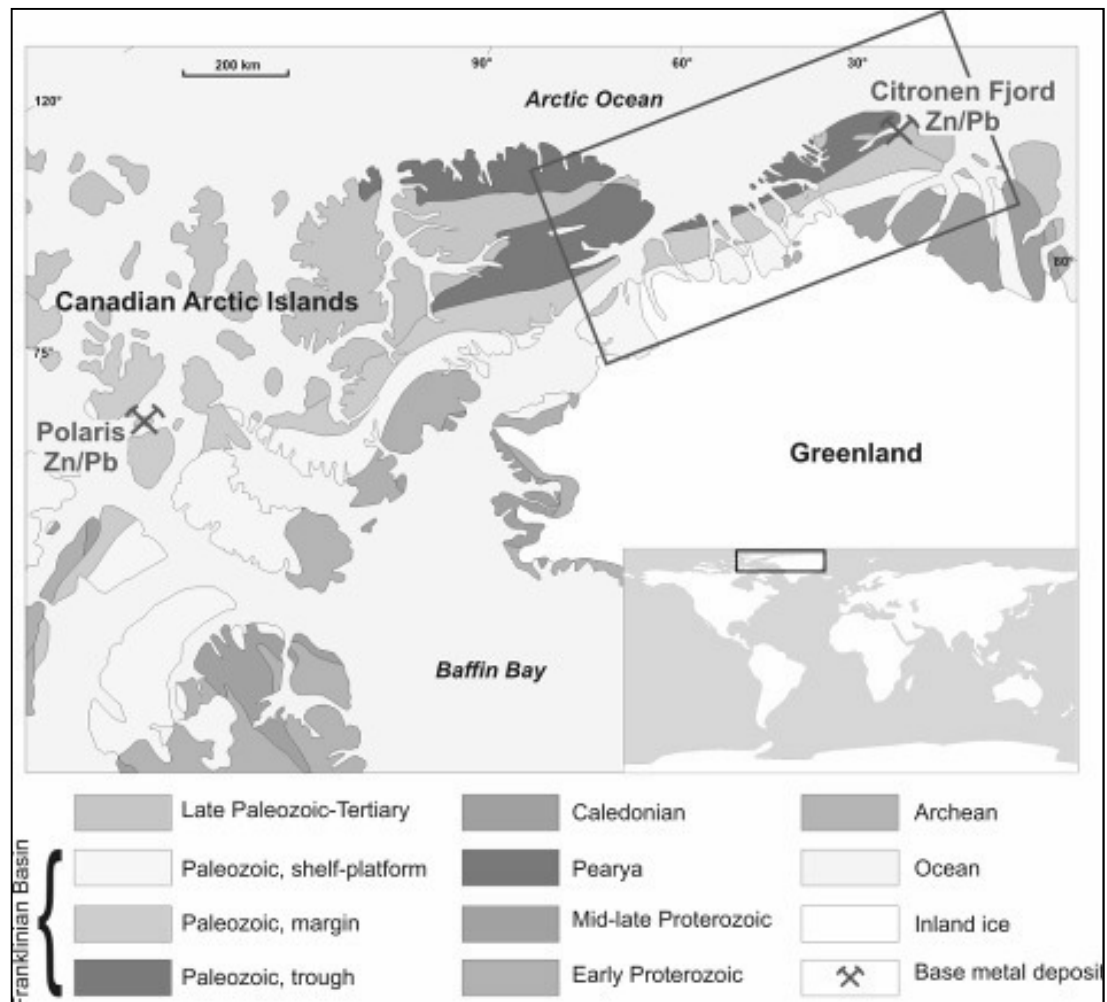 200 km
90°
60°
30°
120°
Arctic Ocean
Citronen Fjord
Zn/Pb
80°
Canadian Arctic Islands
75°
Polaris
Zn/Pb
Greenland
Baffin Bay
Franklinian Basin
Late Paleozoic-Tertiary
Paleozoic, shelf-platform
Paleozoic, margin
Paleozoic, trough
Caledonian
Pearya
Mid-late Proterozoic
Early Proterozoic
Archean
Ocean
Inland ice
Base metal deposit